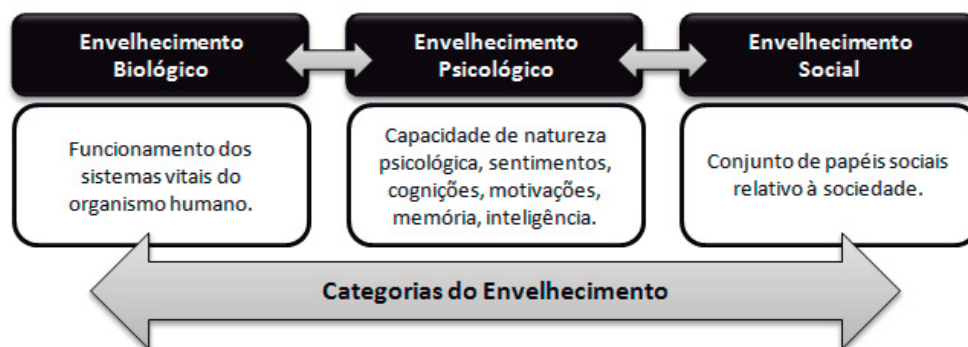 Envelhecimento
Biológico
Envelhecimento
Psicológico
Envelhecimento
Social
Funcionamento dos
sistemas vitais do
organismo humano.
Capacidade de natureza
psicológica, sentimentos,
cognições, motivações,
memória, inteligência.
Conjunto de papéis sociais
relativo à sociedade.
Categorias do Envelhecimento